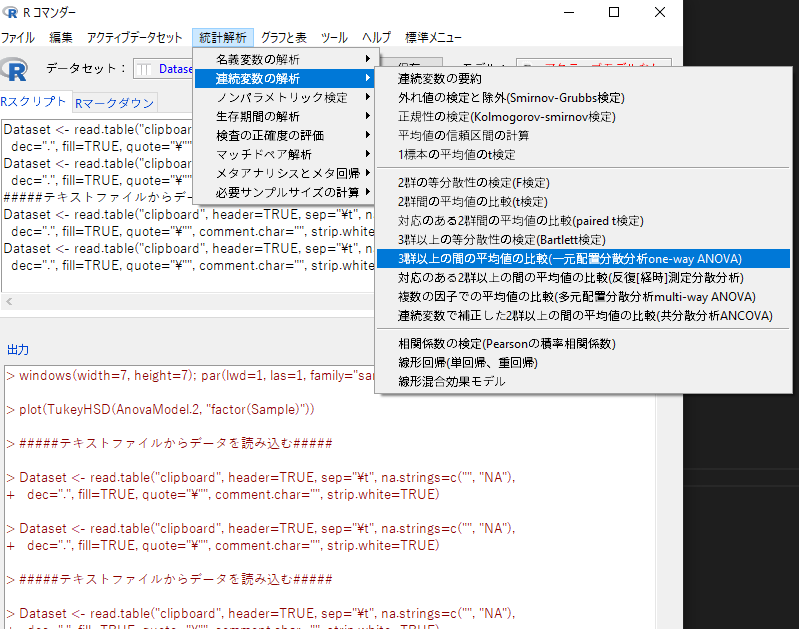 R コマンダー
ファイル 編集 アクティブデータセット 統計解析 グラフと表 ツール ヘルプ 標準メニュー
R データセット： Datase
Rスクリプト Rマークダウン
Dataset <- read.table("clipboard
dec=".", fill=TRUE, quote="¥"",
Dataset <- read.table("clipboard
dec=".", fill=TRUE, quote="¥"",
#####テキストファイルからデー
Dataset <- read.table("clipboard", header=TRUE, sep="¥t", na
dec=".", fill=TRUE, quote="¥"", comment.char="", strip.white
Dataset <- read.table("clipboard", header=TRUE, sep="¥t", na
dec=".", fill=TRUE, quote="¥"", comment.char="", strip.white
名義変数の解析
連続変数の解析
ノンパラメトリック検定
生存期間の解析
検査の正確度の評価
マッチドペア解析
メタアナリシスとメタ回帰
必要サンプルサイズの計算
連続変数の要約
外れ値の検定と除外(Smirnov-Grubbs検定)
正規性の検定(Kolmogorov-smirnov検定)
平均値の信頼区間の計算
1標本の平均値のt検定
2群の等分散性の検定(F検定)
2群間の平均値の比較(t検定)
対応のある2群間の平均値の比較(paired t検定)
3群以上の等分散性の検定(Bartlett検定)
3群以上の間の平均値の比較(一元配置分散分析one-way ANOVA)
対応のある2群以上の間の平均値の比較(反復[経時]測定分散分析)
複数の因子での平均値の比較(多元配置分散分析multi-way ANOVA)
連続変数で補正した2群以上の間の平均値の比較(共分散分析ANCOVA)
相関係数の検定(Pearsonの積率相関係数)
線形回帰(単回帰、重回帰)
線形混合効果モデル
出力
> windows(width=7, height=7); par(lwd=1, las=1, family="sar
> plot(TukeyHSD(AnovaModel.2, "factor(Sample)"))
> #####テキストファイルからデータを読み込む#####
> Dataset <- read.table("clipboard", header=TRUE, sep="¥t", na.strings=c("", "NA"),
+ dec=".", fill=TRUE, quote="¥"", comment.char="", strip.white=TRUE)
> Dataset <- read.table("clipboard", header=TRUE, sep="¥t", na.strings=c("", "NA"),
+ dec=".", fill=TRUE, quote="¥"", comment.char="", strip.white=TRUE)
> #####テキストファイルからデータを読み込む#####
> Dataset <- read.table("clipboard", header=TRUE, sep="¥t", na.strings=c("", "NA"),